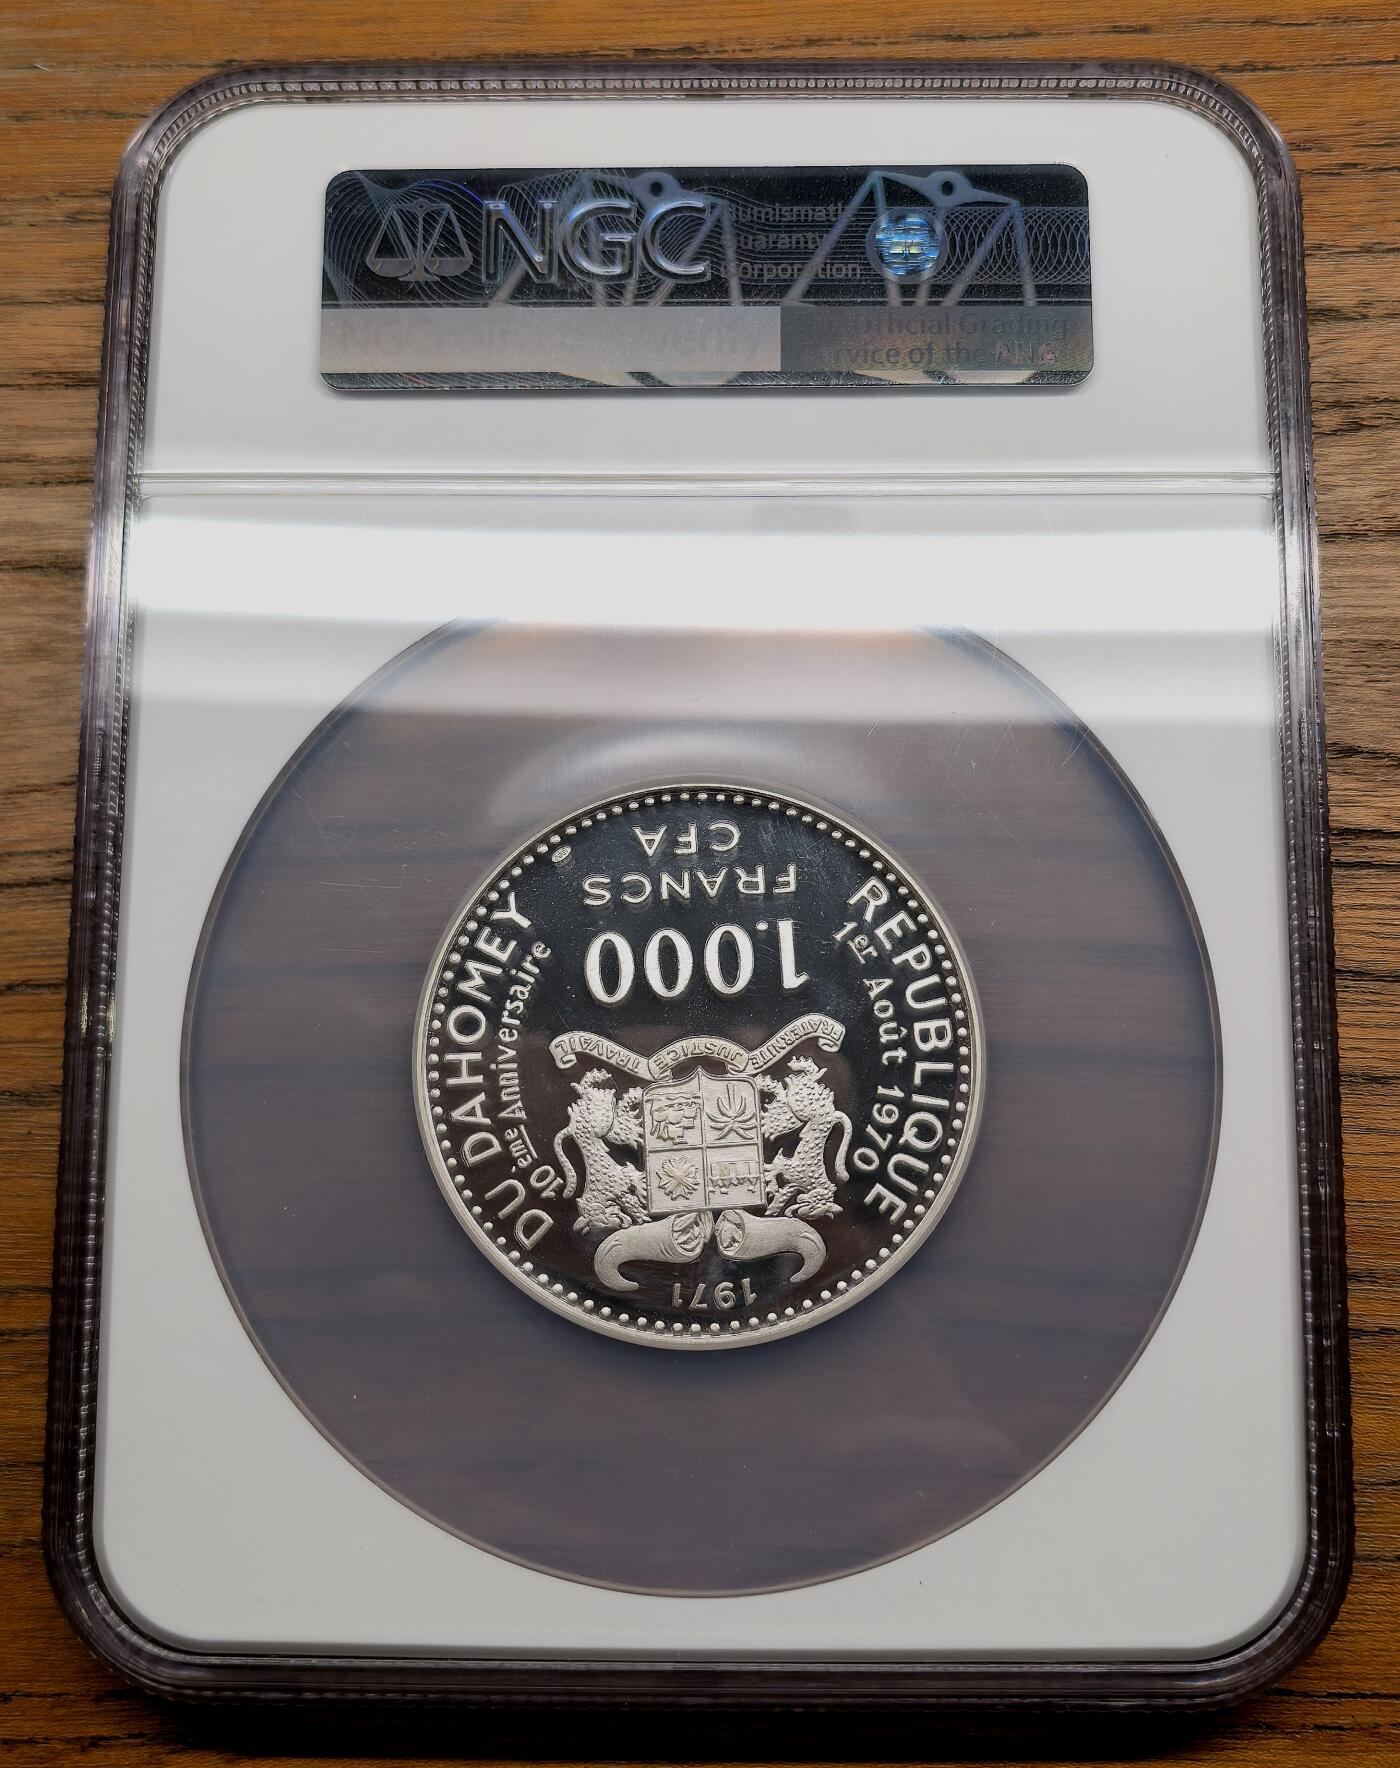 NGC
Numismatic
Guaranty
Corporation
Official Grading
Service of the ANA
1971
FRATERNITE JUSTICE TRAVAIL
1.000
FRANCS
CFA
REPUBLIQUE
DU DAHOMEY
1er Août 1970
10ème Anniversaire